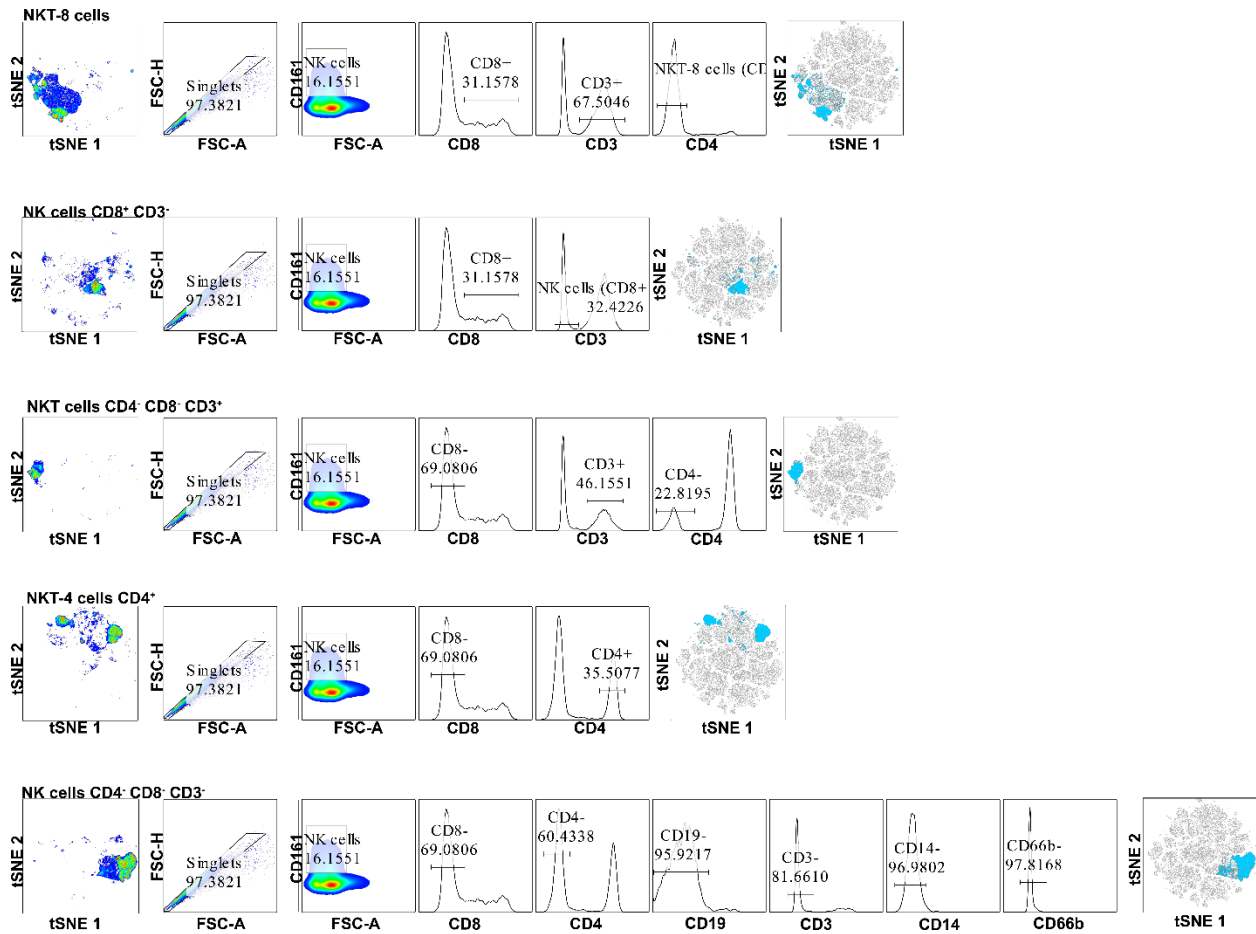 NKT-8 cells
tSNE 2
tSNE 1
FSC-H
Singlets
97.3821
FSC-A
CD161
NK cells
16.1551
FSC-A
CD8+
31.1578
CD8
CD3+
67.5046
CD3
NKT-8 cells (CD
CD4
tSNE 2
tSNE 1
NK cells CD8⁺ CD3⁻
tSNE 2
tSNE 1
FSC-H
Singlets
97.3821
FSC-A
CD161
NK cells
16.1551
FSC-A
CD8+
31.1578
CD8
NK cells (CD8+
32.4226
CD3
tSNE 2
tSNE 1
NKT cells CD4⁻ CD8⁻ CD3⁺
tSNE 2
tSNE 1
FSC-H
Singlets
97.3821
FSC-A
CD161
NK cells
16.1551
FSC-A
CD8-
69.0806
CD8
CD3+
46.1551
CD3
CD4-
22.8195
CD4
tSNE 2
tSNE 1
NKT-4 cells CD4⁺
tSNE 2
tSNE 1
FSC-H
Singlets
97.3821
FSC-A
CD161
NK cells
16.1551
FSC-A
CD8-
69.0806
CD8
CD4+
35.5077
CD4
tSNE 2
tSNE 1
NK cells CD4⁻ CD8⁻ CD3⁻
tSNE 2
tSNE 1
FSC-H
Singlets
97.3821
FSC-A
CD161
NK cells
16.1551
FSC-A
CD8-
69.0806
CD8
CD4-
60.4338
CD4
CD19-
95.9217
CD19
CD3-
81.6610
CD3
CD14-
96.9802
CD14
CD66b-
97.8168
CD66b
tSNE 2
tSNE 1